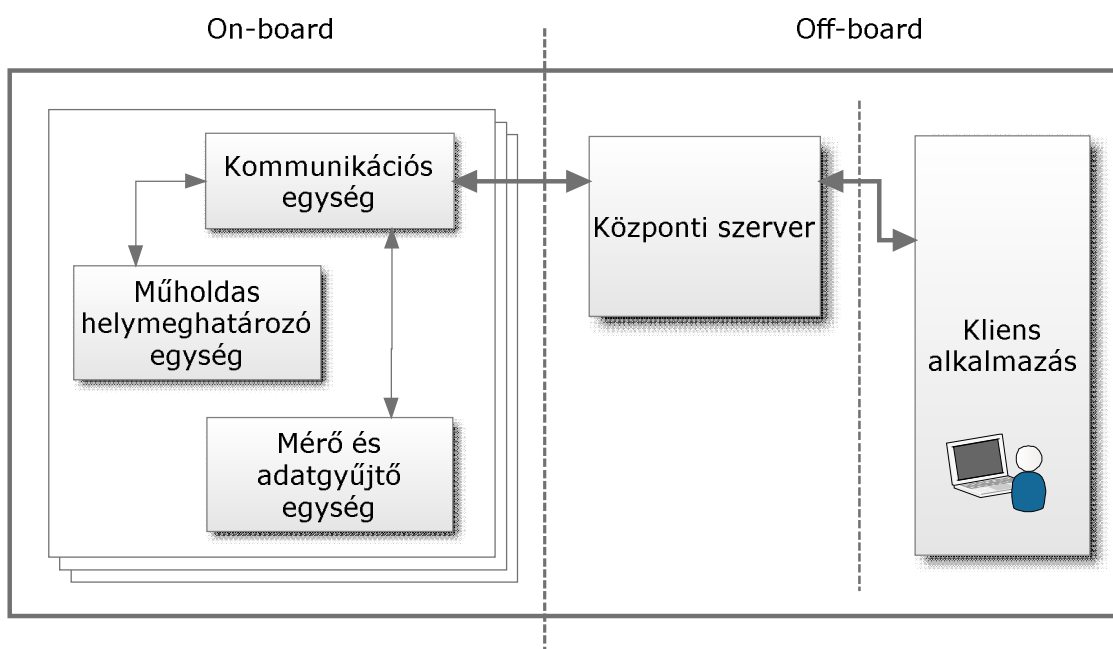 On-board
Off-board
Kommunikációs
egység
Műholdas
helymeghatározó
egység
Mérő és
adatgyűjtő
egység
Központi szerver
Kliens
alkalmazás